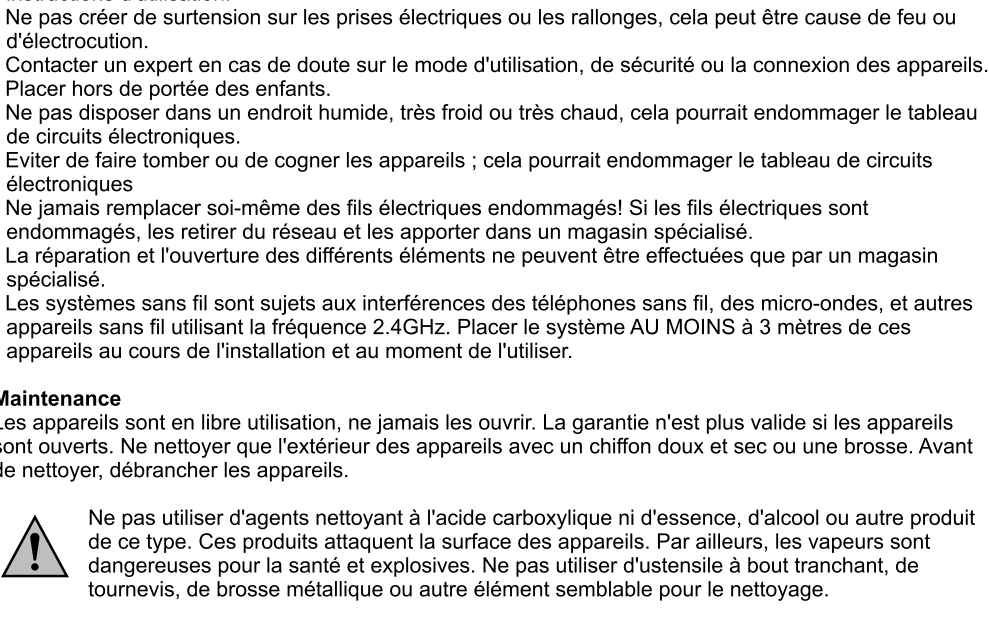 Ne pas créer de surtension sur les prises électriques ou les rallonges, cela peut être cause de feu ou
d'électrocution.
Contacter un expert en cas de doute sur le mode d'utilisation, de sécurité ou la connexion des appareils.
Placer hors de portée des enfants.
Ne pas disposer dans un endroit humide, très froid ou très chaud, cela pourrait endommager le tableau
de circuits électroniques.
Eviter de faire tomber ou de cogner les appareils ; cela pourrait endommager le tableau de circuits
électroniques
Ne jamais remplacer soi-même des fils électriques endommagés! Si les fils électriques sont
endommagés, les retirer du réseau et les apporter dans un magasin spécialisé.
La réparation et l'ouverture des différents éléments ne peuvent être effectuées que par un magasin
spécialisé.
Les systèmes sans fil sont sujets aux interférences des téléphones sans fil, des micro-ondes, et autres
appareils sans fil utilisant la fréquence 2.4GHz. Placer le système AU MOINS à 3 mètres de ces
appareils au cours de l'installation et au moment de l'utiliser.
Maintenance
Les appareils sont en libre utilisation, ne jamais les ouvrir. La garantie n'est plus valide si les appareils
sont ouverts. Ne nettoyer que l'extérieur des appareils avec un chiffon doux et sec ou une brosse. Avant
de nettoyer, débrancher les appareils.
Ne pas utiliser d'agents nettoyant à l'acide carboxylique ni d'essence, d'alcool ou autre produit
de ce type. Ces produits attaquent la surface des appareils. Par ailleurs, les vapeurs sont
dangereuses pour la santé et explosives. Ne pas utiliser d'ustensile à bout tranchant, de
tournevis, de brosse métallique ou autre élément semblable pour le nettoyage.